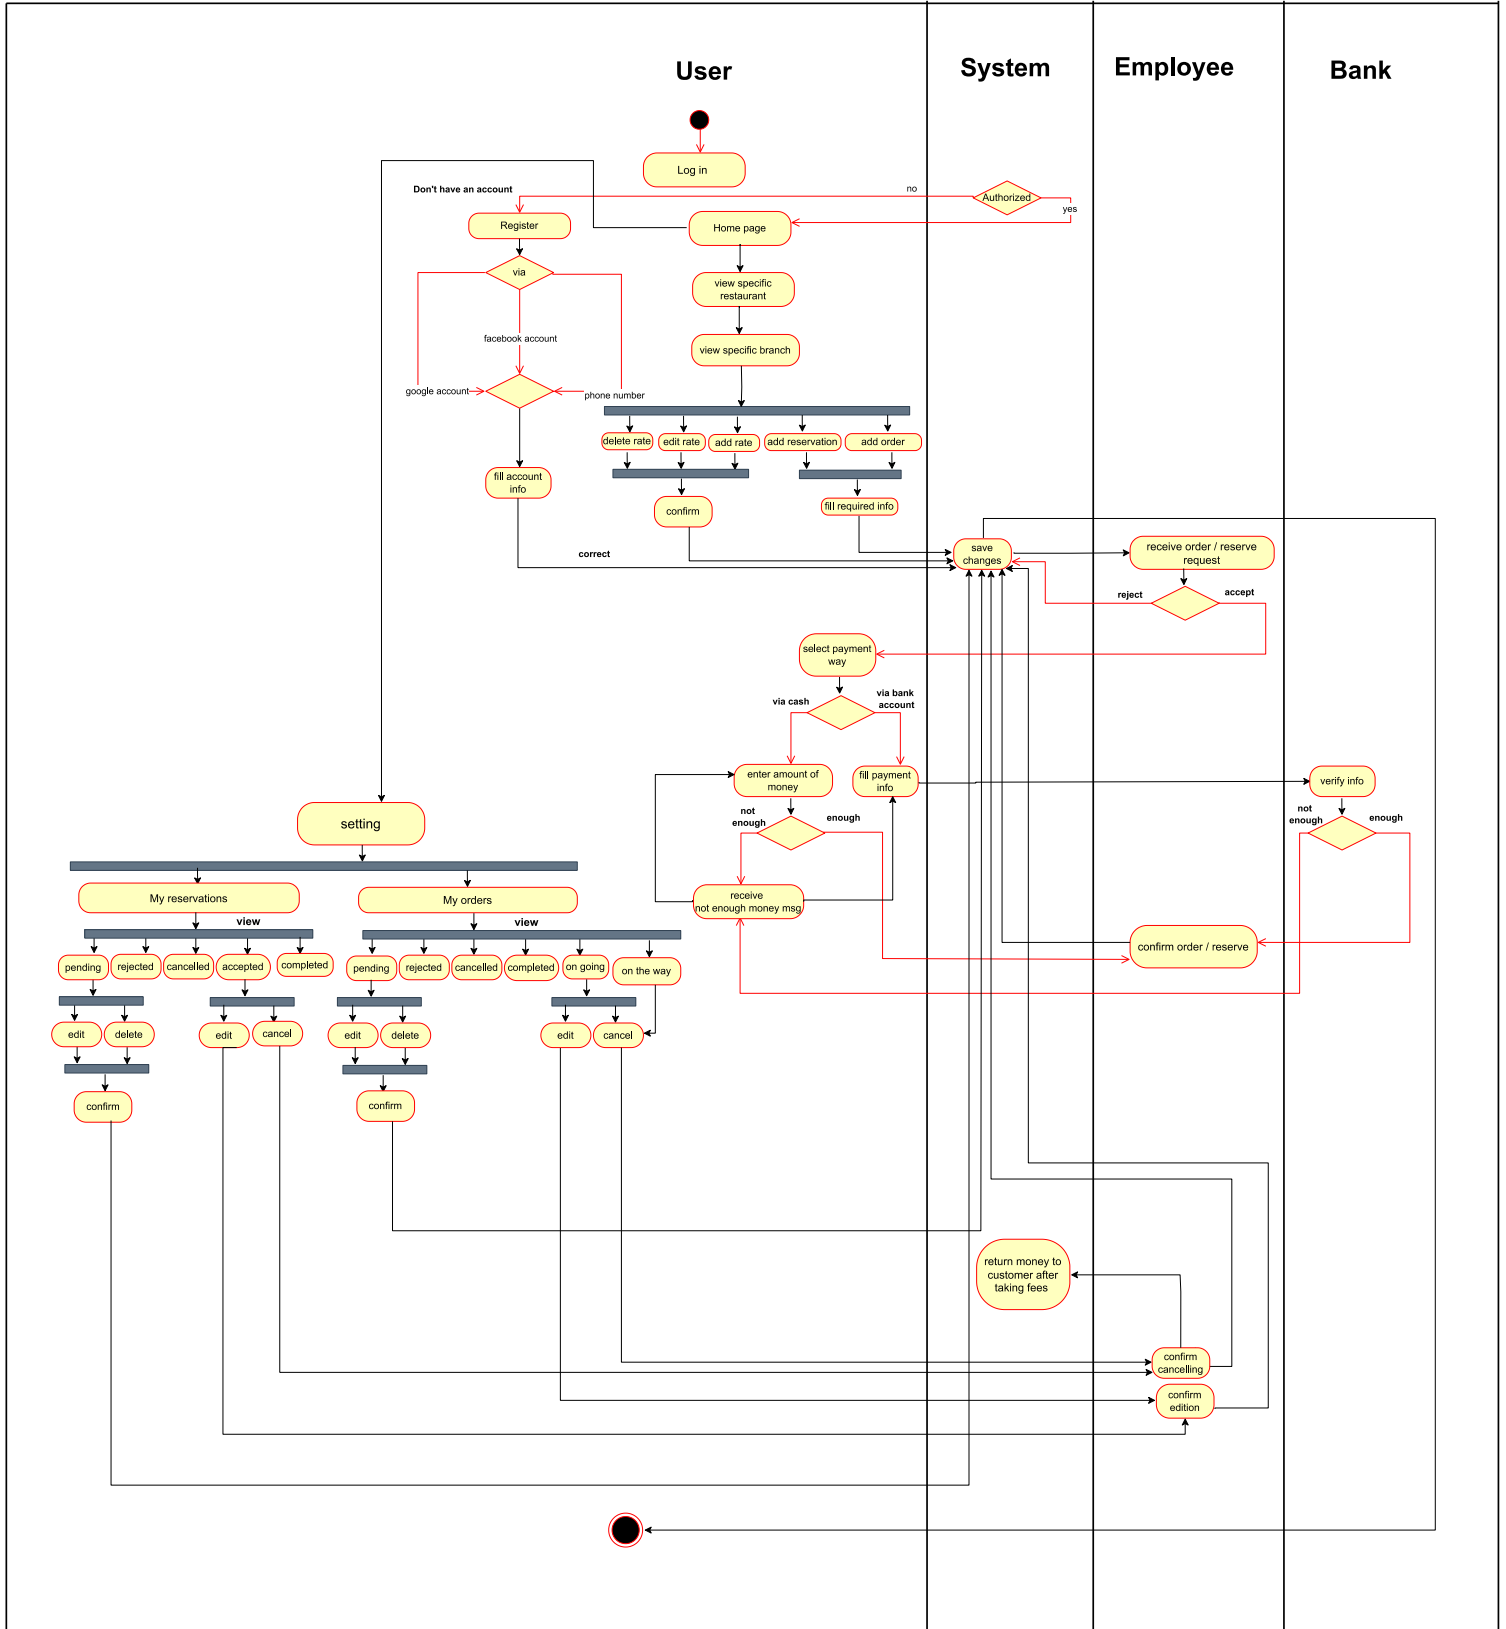 User
System
Employee
Bank
Log in
Don't have an account
no
Authorized
yes
Register
Home page
via
view specific
restaurant
facebook account
view specific branch
google account
phone number
delete rate
edit rate
add rate
add reservation
add order
fill account
info
confirm
fill required info
correct
save
changes
receive order / reserve
request
reject
accept
select payment
way
via cash
via bank
account
enter amount of
money
fill payment
info
verify info
not
enough
enough
not
enough
enough
setting
receive
not enough money msg
My reservations
My orders
view
view
confirm order / reserve
pending
rejected
cancelled
accepted
completed
pending
rejected
cancelled
completed
on going
on the way
edit
delete
edit
cancel
edit
delete
edit
cancel
confirm
confirm
return money to
customer after
taking fees
confirm
cancelling
confirm
edition